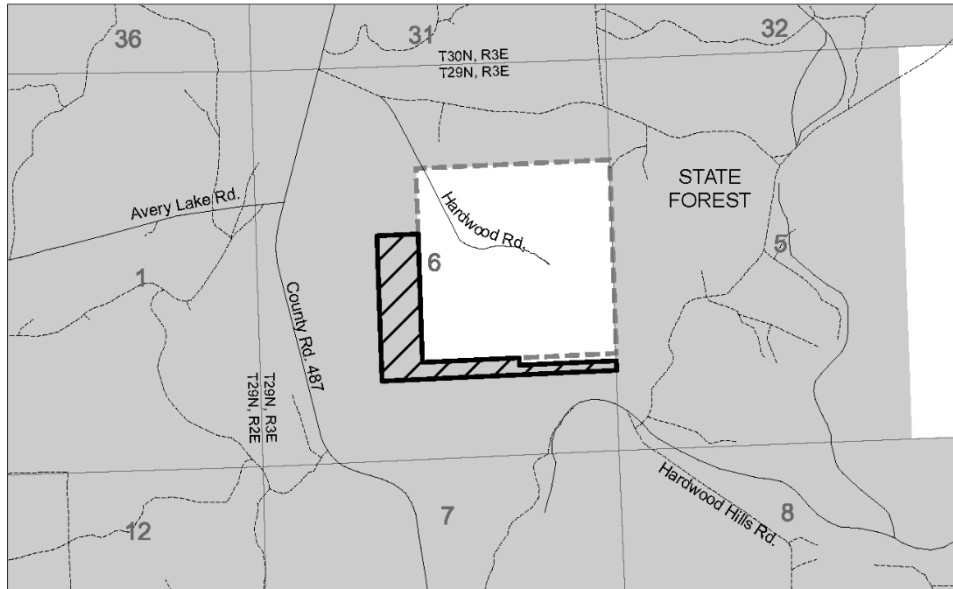 36
31
32
T30N, R3E
T29N, R3E
STATE
FOREST
Avery Lake Rd.
Hardwood Rd.
6
5
1
County Rd. 487
T29N, R3E
T29N, R2E
Hardwood Hills Rd.
12
7
8